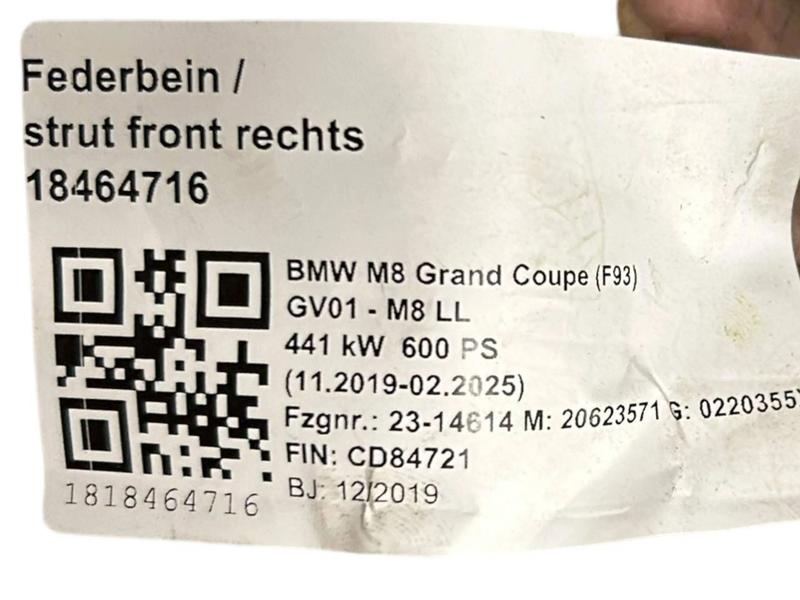 Federbein /
strut front rechts
18464716
BMW M8 Grand Coupe (F93)
GV01 - M8 LL
441 kW 600 PS
(11.2019-02.2025)
Fzgnr.: 23-14614 M: 20623571 G: 0220355
FIN: CD84721
BJ: 12/2019
1818464716